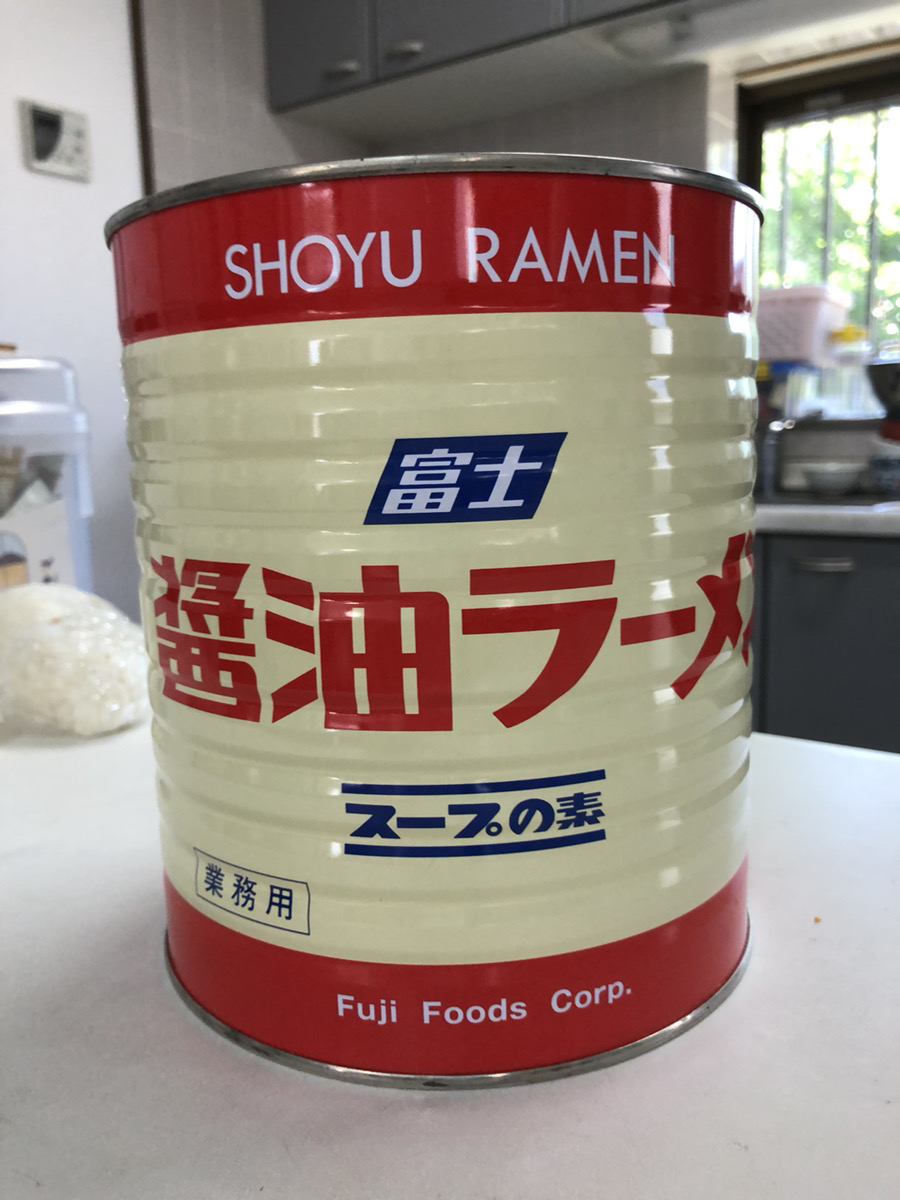 SHOYU RAMEN
富士
醤油ラーメ
スープの素
業務用
Fuji Foods Corp.